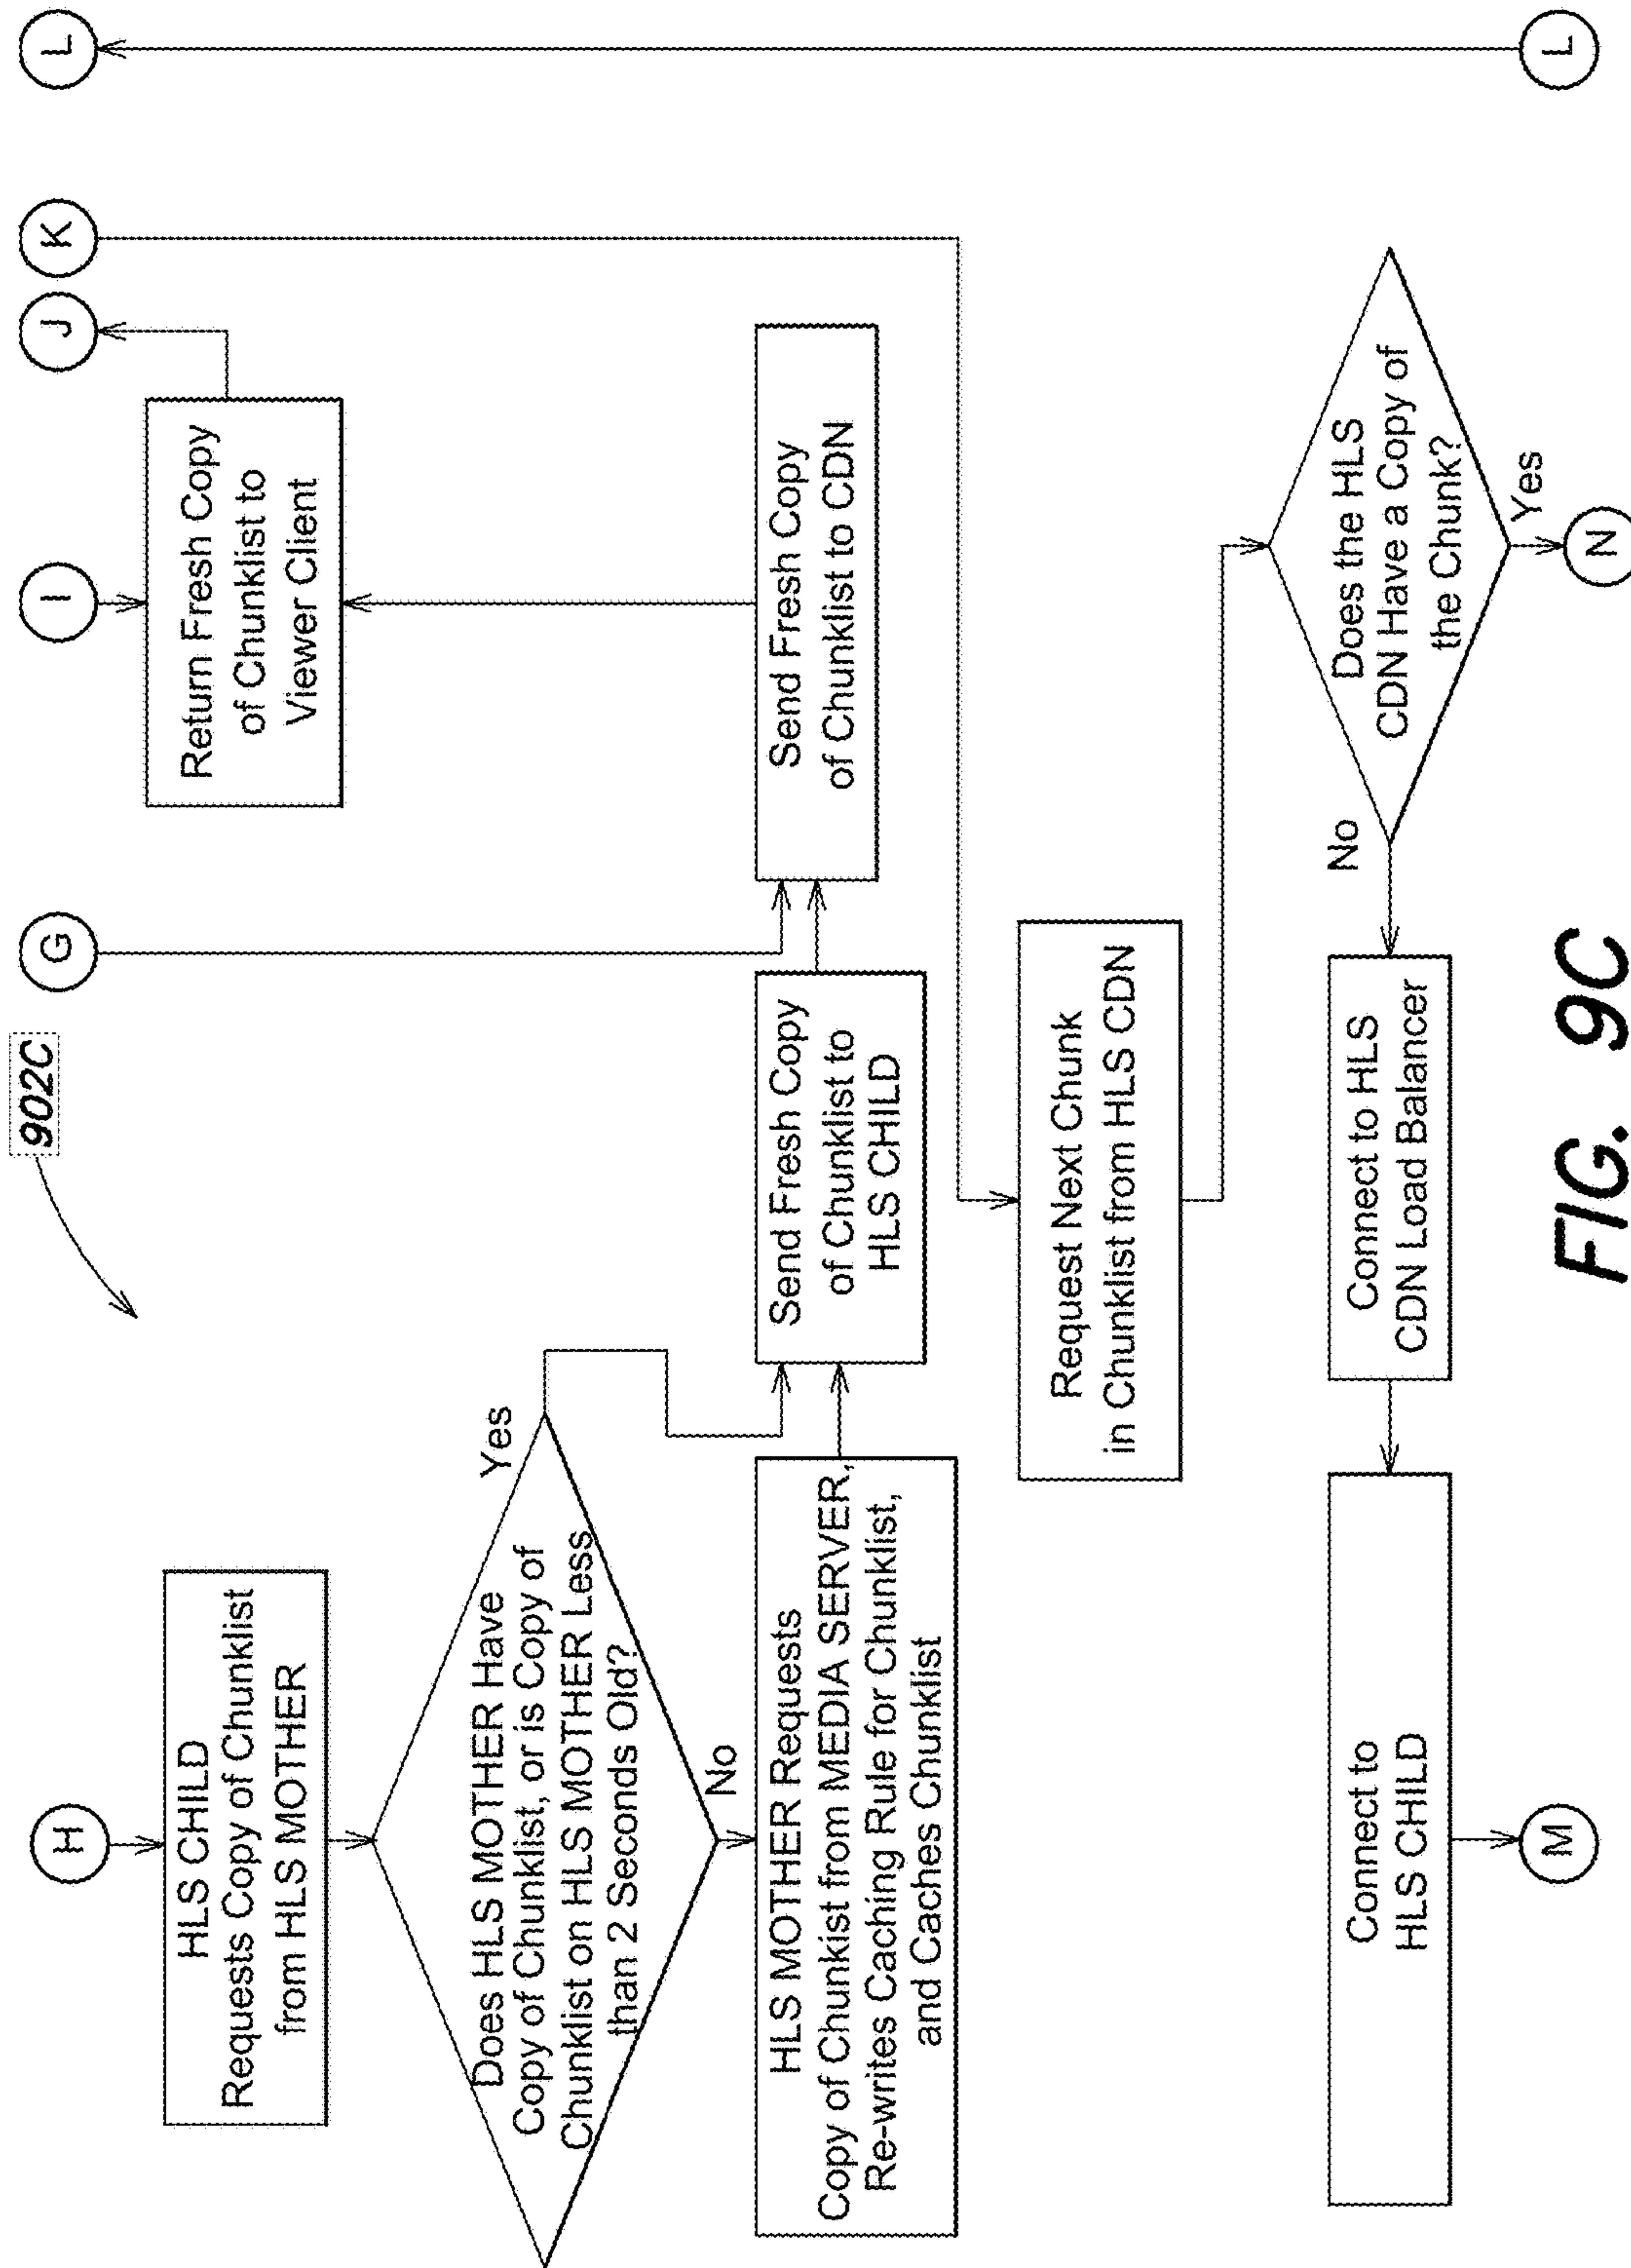 902C
H
G
I
J
K
L
HLS CHILD
Requests Copy of Chunklist
from HLS MOTHER
Return Fresh Copy
of Chunklist to
Viewer Client
Does HLS MOTHER Have
Copy of Chunklist, or is Copy of
Chunklist on HLS MOTHER Less
than 2 Seconds Old?
Yes
No
HLS MOTHER Requests
Copy of Chunkist from MEDIA SERVER,
Re-writes Caching Rule for Chunklist,
and Caches Chunklist
Send Fresh Copy
of Chunklist to
HLS CHILD
Send Fresh Copy
of Chunklist to CDN
Request Next Chunk
in Chunklist from HLS CDN
Connect to
HLS CHILD
Connect to HLS
CDN Load Balancer
No
Does the HLS
CDN Have a Copy of
the Chunk?
Yes
M
N
L
FIG. 9C